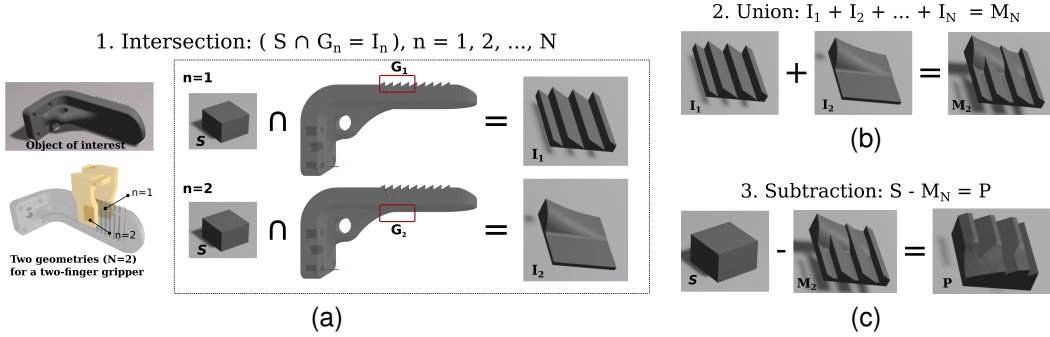 1. Intersection: ( S ∩ Gₙ = Iₙ ), n = 1, 2, ..., N
Object of interest
n=1
n=2
Two geometries (N=2)
for a two-finger gripper
n=1
S
∩
G₁
=
I₁
n=2
S
∩
G₂
=
I₂
(a)
2. Union: I₁ + I₂ + ... + I_N = M_N
I₁
+
I₂
=
M₂
(b)
3. Subtraction: S - M_N = P
S
-
M₂
=
P
(c)